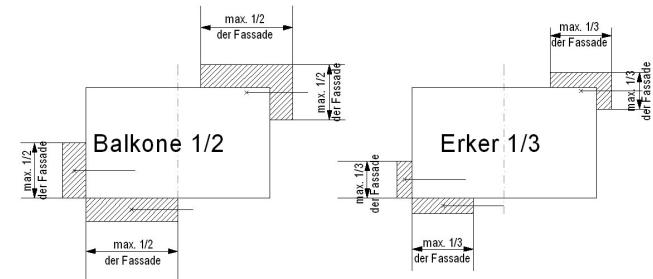 max. 1/2
der Fassade
max. 1/2
der Fassade
Balkone 1/2
max. 1/2
der Fassade
max. 1/2
der Fassade
max. 1/3
der Fassade
max. 1/3
der Fassade
Erker 1/3
max. 1/3
der Fassade
max. 1/3
der Fassade